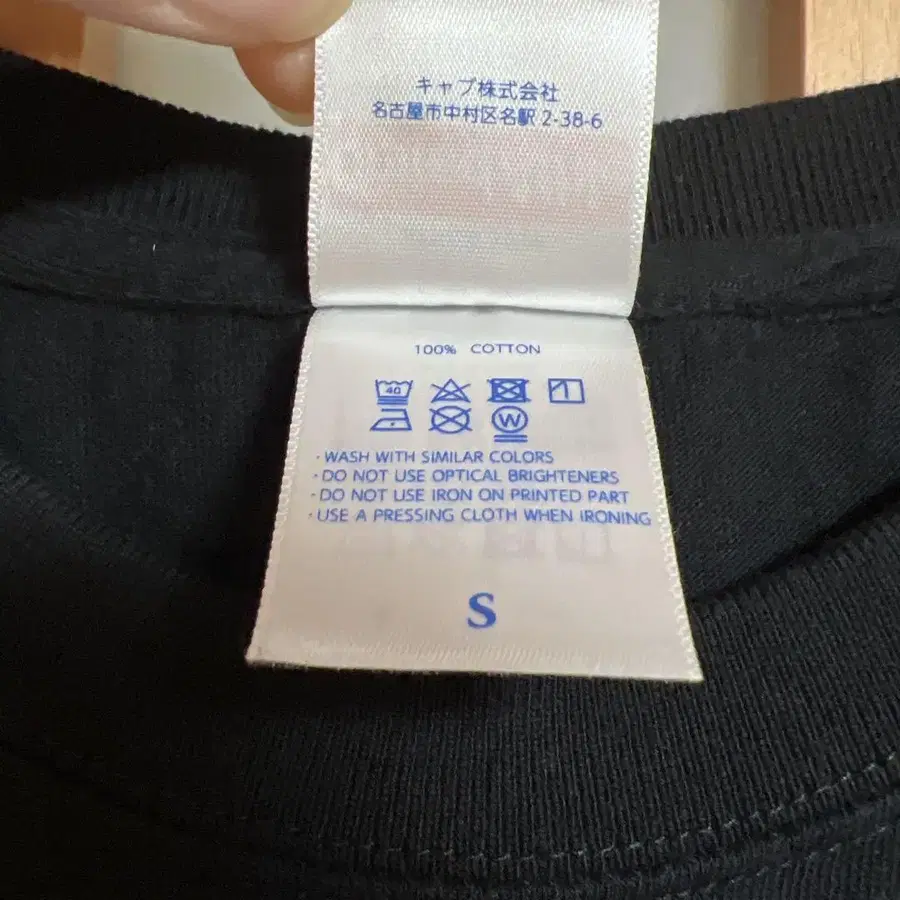 キャブ株式会社
名古屋市中村区名駅 2-38-6
100% COTTON
40
W
· WASH WITH SIMILAR COLORS
· DO NOT USE OPTICAL BRIGHTENERS
· DO NOT USE IRON ON PRINTED PART
· USE A PRESSING CLOTH WHEN IRONING
S